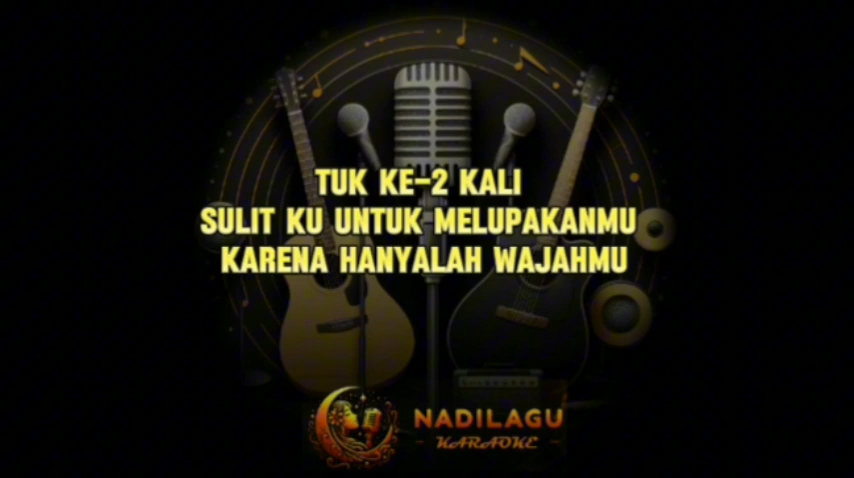 TUK KE-2 KALI
SULIT KU UNTUK MELUPAKANMU
KARENA HANYALAH WAJAHMU
NADILAGU
KARAOKE